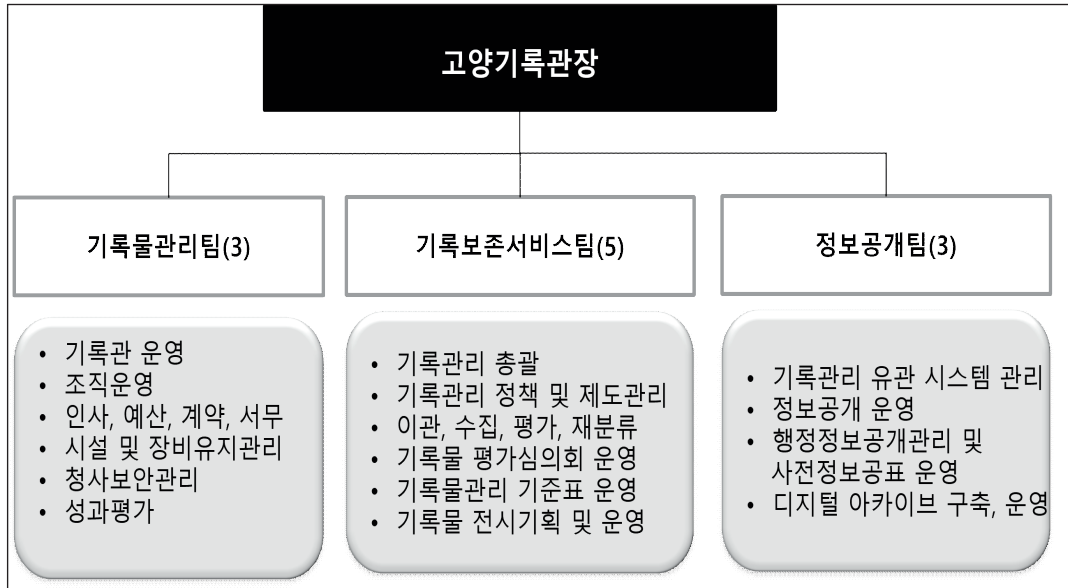 고양기록관장
기록물관리팀(3)
기록보존서비스팀(5)
정보공개팀(3)
• 기록관 운영
• 조직운영
• 인사, 예산, 계약, 서무
• 시설 및 장비유지관리
• 청사보안관리
• 성과평가
• 기록관리 총괄
• 기록관리 정책 및 제도관리
• 이관, 수집, 평가, 재분류
• 기록물 평가심의회 운영
• 기록물관리 기준표 운영
• 기록물 전시기획 및 운영
• 기록관리 유관 시스템 관리
• 정보공개 운영
• 행정정보공개관리 및
사전정보공표 운영
• 디지털 아카이브 구축, 운영